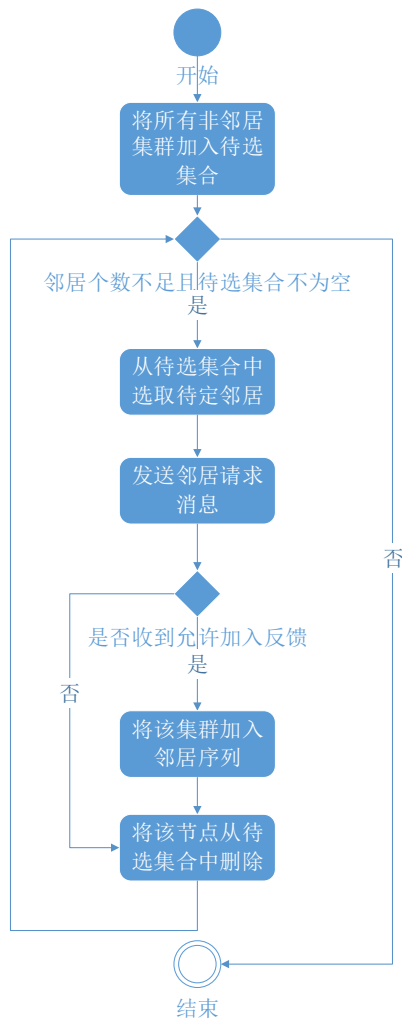 开始
将所有非邻居
集群加入待选
集合
邻居个数不足且待选集合不为空
是
从待选集合中
选取待定邻居
发送邻居请求
消息
否
是否收到允许加入反馈
是
否
将该集群加入
邻居序列
将该节点从待
选集合中删除
结束